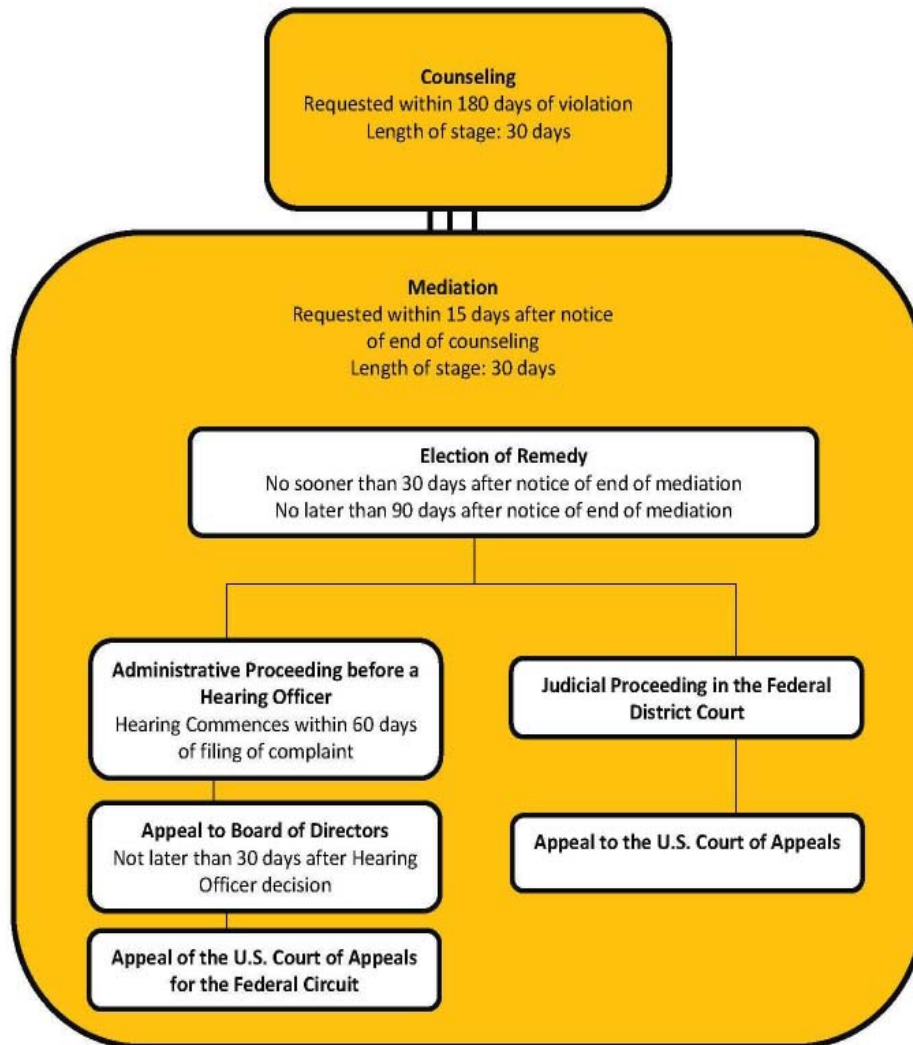 Counseling
Requested within 180 days of violation
Length of stage: 30 days
Mediation
Requested within 15 days after notice
of end of counseling
Length of stage: 30 days
Election of Remedy
No sooner than 30 days after notice of end of mediation
No later than 90 days after notice of end of mediation
Administrative Proceeding before a
Hearing Officer
Hearing Commences within 60 days
of filing of complaint
Appeal to Board of Directors
Not later than 30 days after Hearing
Officer decision
Appeal of the U.S. Court of Appeals
for the Federal Circuit
Judicial Proceeding in the Federal
District Court
Appeal to the U.S. Court of Appeals